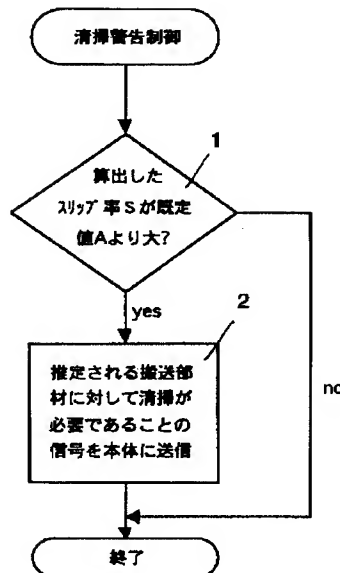 清掃警告制御
1
算出した
ｽﾘｯﾌﾟ率Sが既定
値Aより大?
yes
2
推定される搬送部
材に対して清掃が
必要であることの
信号を本体に送信
no
終了